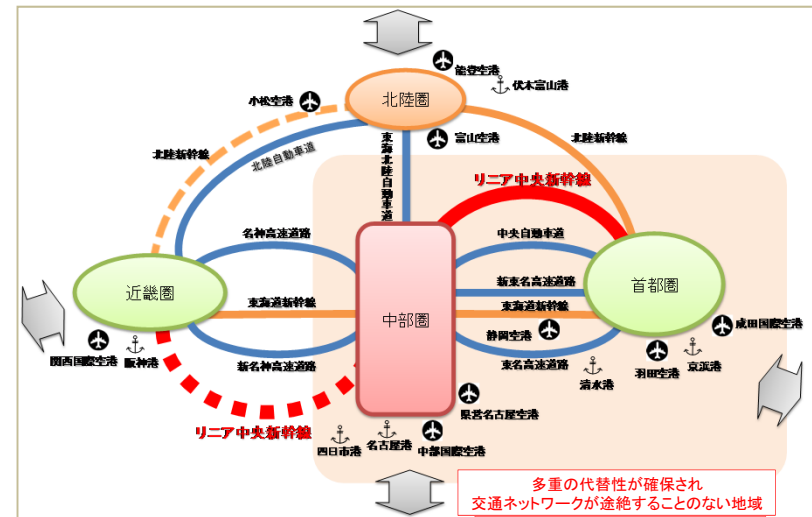 能登空港
伏木富山港
小松空港
北陸圏
富山空港
北陸新幹線
北陸自動車道
東海北陸自動車道
北陸新幹線
リニア中央新幹線
名神高速道路
中央自動車道
近畿圏
新東名高速道路
首都圏
東海道新幹線
中部圏
東海道新幹線
静岡空港
成田国際空港
関西国際空港
阪神港
新名神高速道路
東名高速道路
清水港
羽田空港
京浜港
県営名古屋空港
リニア中央新幹線
四日市港
名古屋港
中部国際空港
多重の代替性が確保され
交通ネットワークが途絶することのない地域